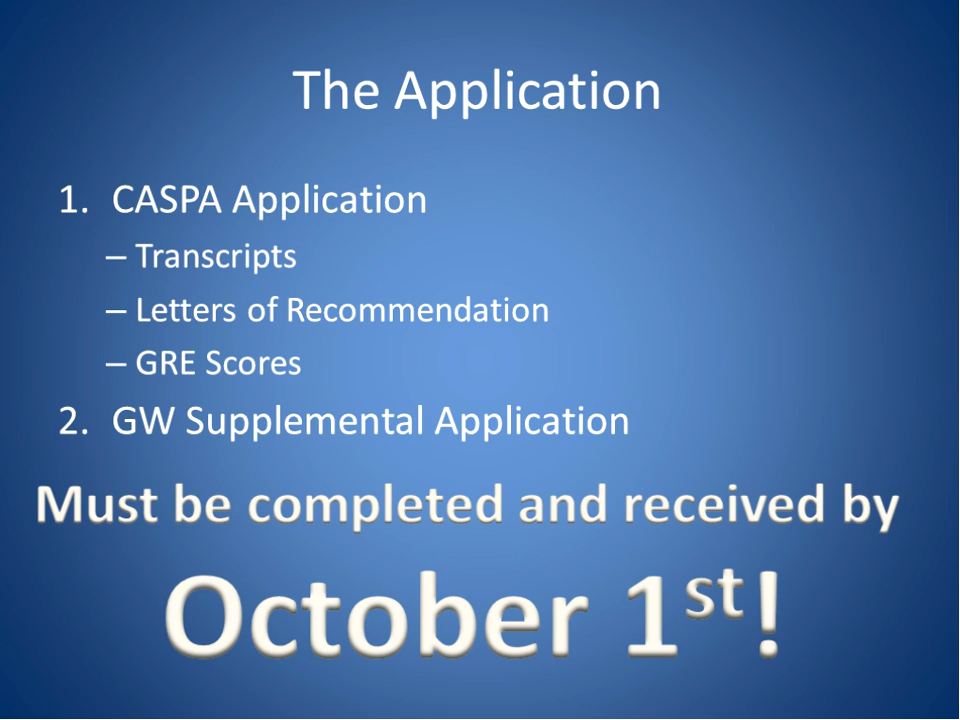 The Application
1. CASPA Application
– Transcripts
– Letters of Recommendation
– GRE Scores
2. GW Supplemental Application
Must be completed and received by
October 1st!